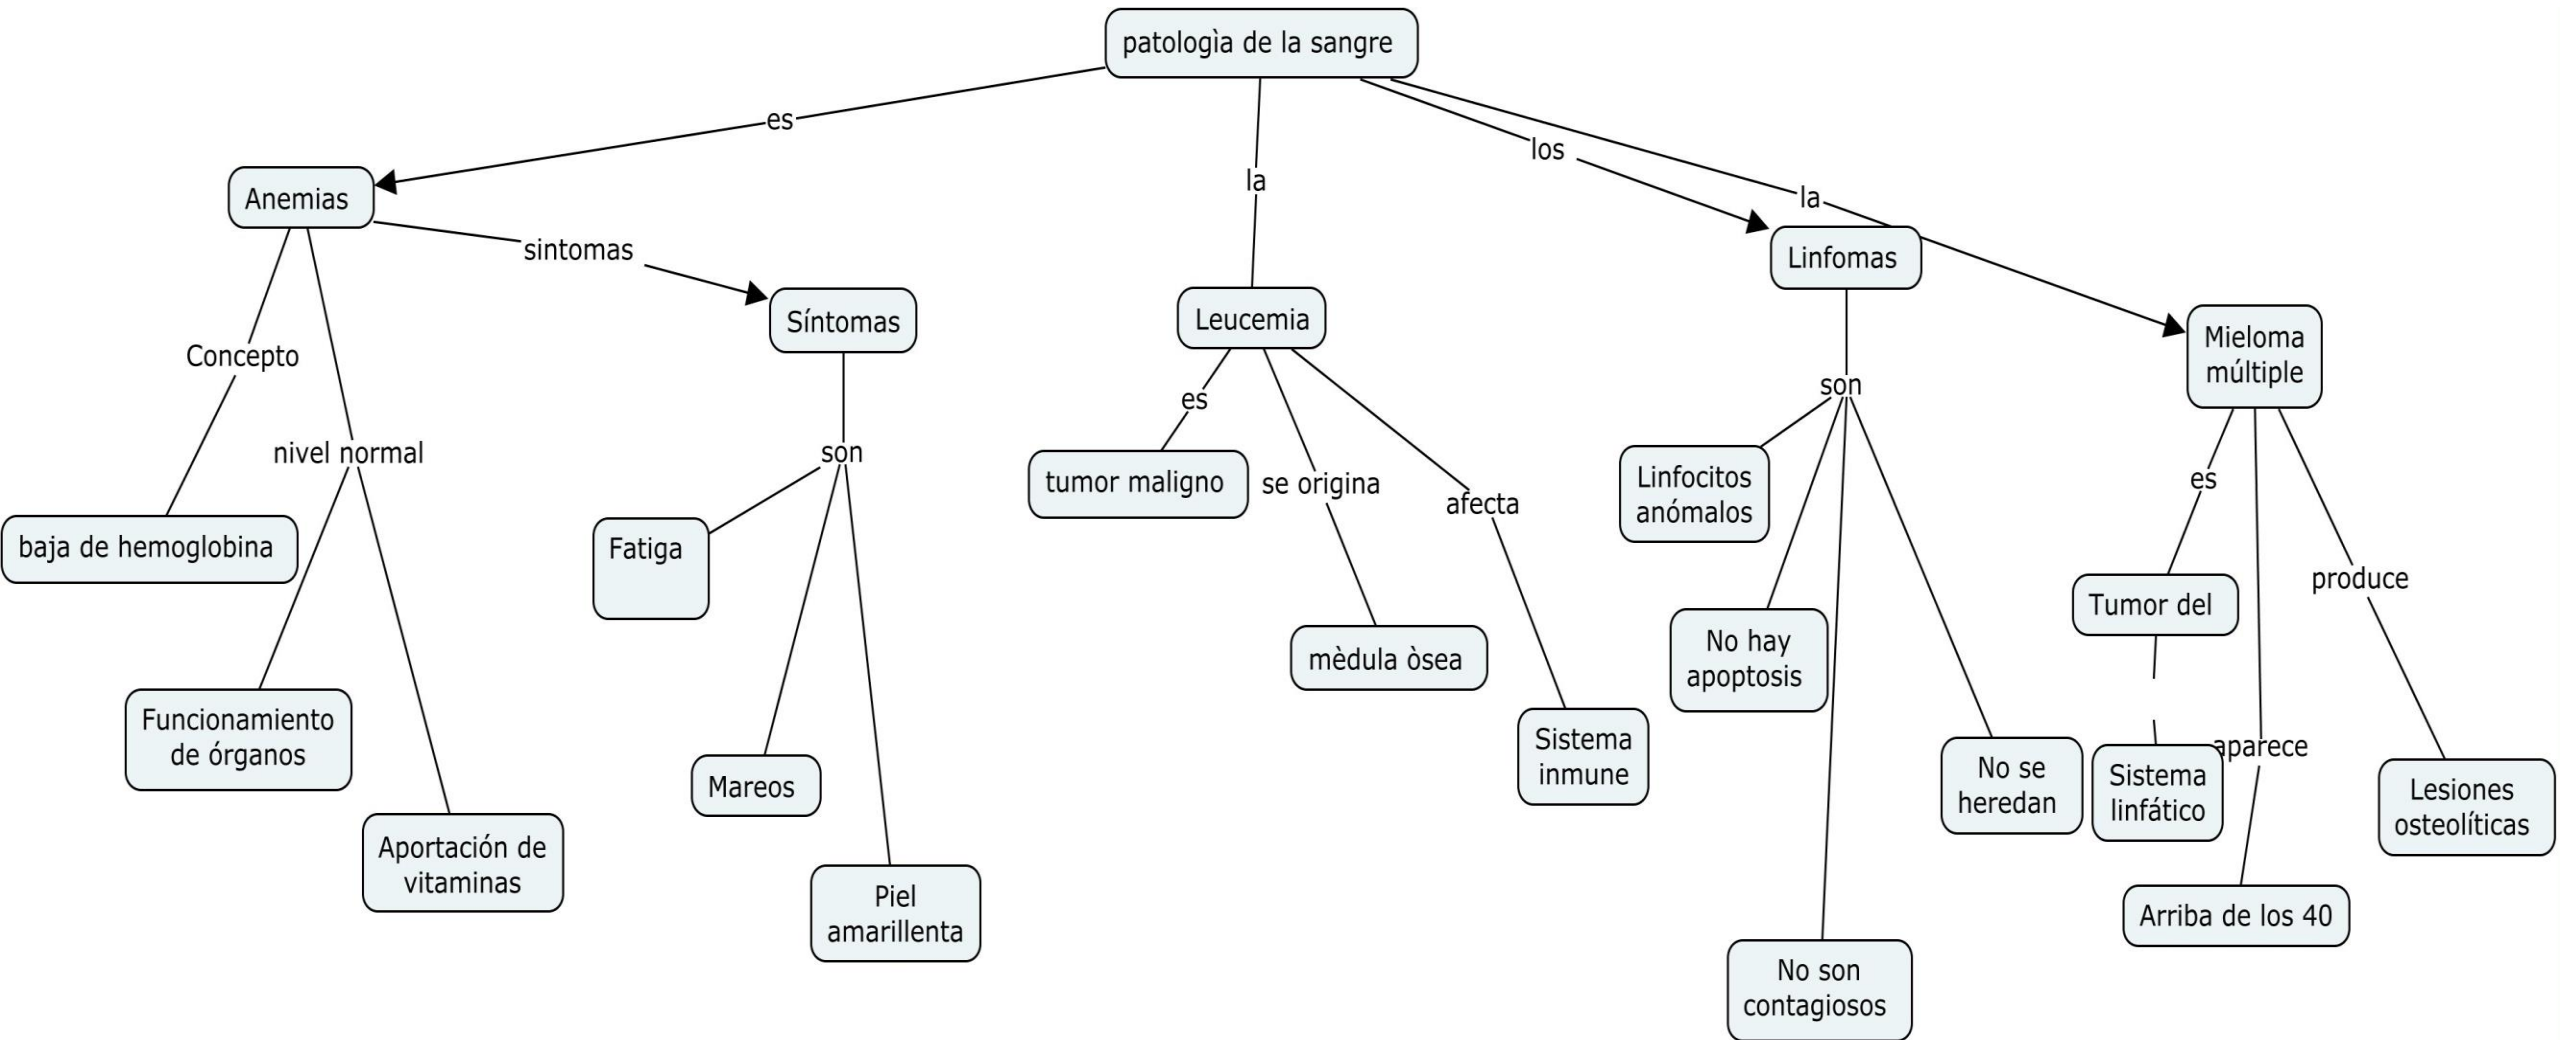 patologìa de la sangre
es
los
la
la
Anemias
sintomas
Linfomas
Síntomas
Leucemia
Mieloma
múltiple
Concepto
son
es
nivel normal
son
tumor maligno
se origina
afecta
Linfocitos
anómalos
es
baja de hemoglobina
Fatiga
produce
Tumor del
mèdula òsea
No hay
apoptosis
Funcionamiento
de órganos
Sistema
inmune
aparece
Mareos
No se
heredan
Sistema
linfático
Lesiones
osteolíticas
Aportación de
vitaminas
Piel
amarillenta
Arriba de los 40
No son
contagiosos